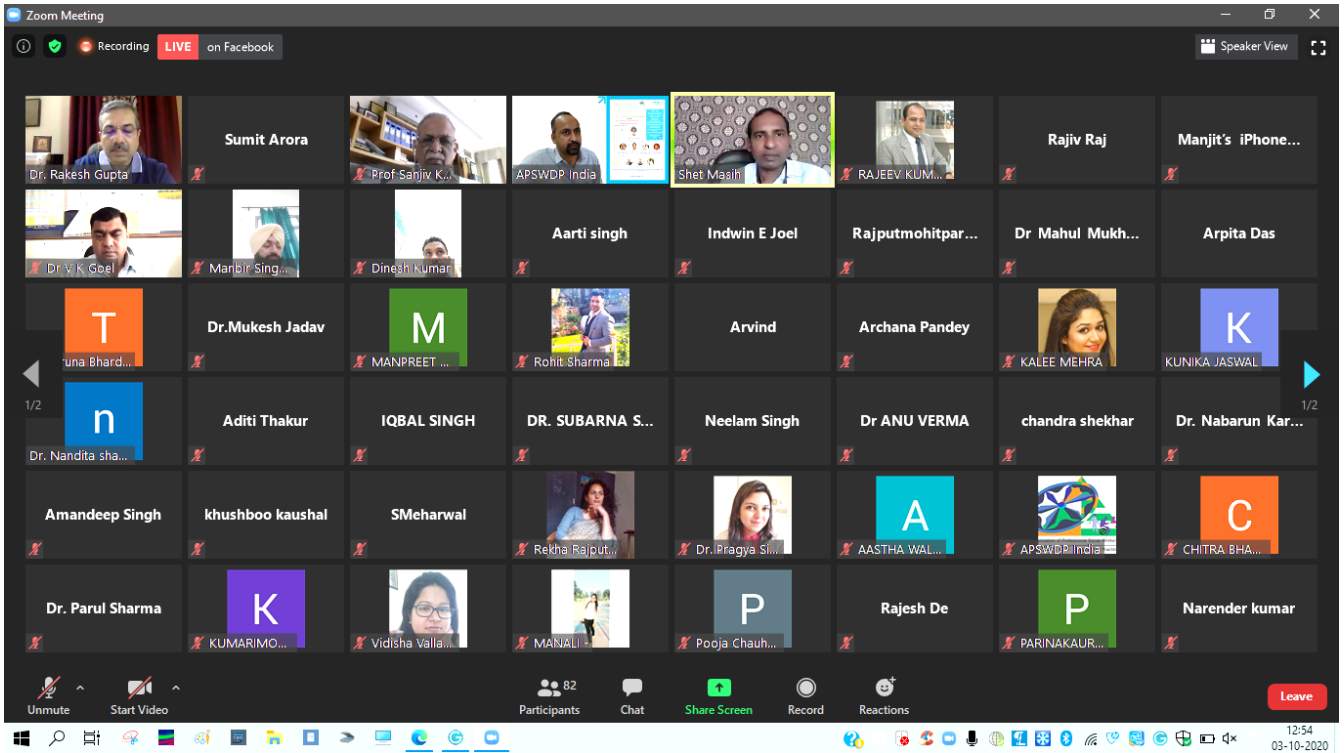 Zoom Meeting
Recording
LIVE on Facebook
Speaker View
Dr. Rakesh Gupta
Sumit Arora
Prof Sanjiv K...
APSWDP India
Shet Masih
RAJEEV KUM...
Rajiv Raj
Manjit's iPhone...
Dr V K Goel
Manbir Sing...
Dinesh Kumar
Aarti singh
Indwin E Joel
Rajputmohitpar...
Dr Mahul Mukh...
Arpita Das
T
runa Bhard...
Dr.Mukesh Jadav
M
MANPREET ...
Rohit Sharma
Arvind
Archana Pandey
KALEE MEHRA
K
KUNIKA JASWAL
1/2
1/2
n
Dr. Nandita sha...
Aditi Thakur
IQBAL SINGH
DR. SUBARNA S...
Neelam Singh
Dr ANU VERMA
chandra shekhar
Dr. Nabarun Kar...
Amandeep Singh
khushboo kaushal
SMeharwal
Rekha Rajput...
Dr. Pragya Si...
A
AASTHA WAL...
APSWDP India
C
CHITRA BHA...
Dr. Parul Sharma
K
KUMARIMO...
Vidisha Valla...
MANALI -
P
Pooja Chauh...
Rajesh De
P
PARINAKAUR...
Narender kumar
Unmute
Start Video
Participants
82
Chat
Share Screen
Record
Reactions
Leave
12:54
03-10-2020